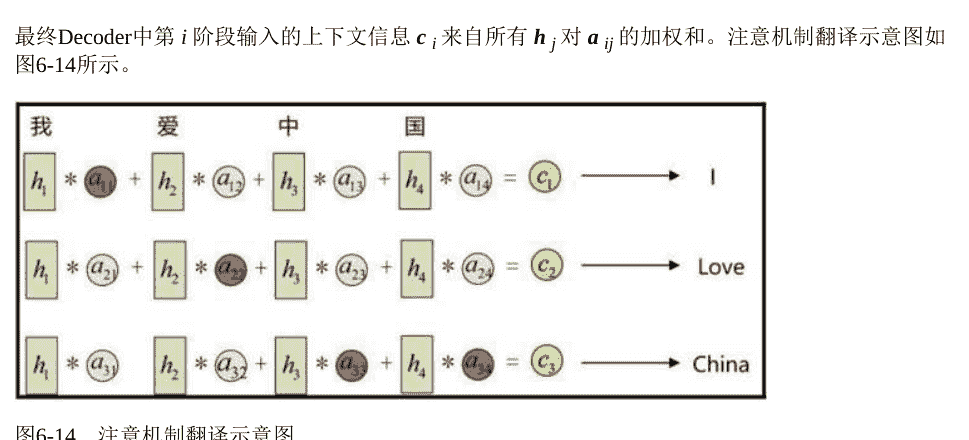 最终Decoder中第 i 阶段输入的上下文信息 c i 来自所有 h j 对 a ij 的加权和。注意机制翻译示意图如
图6-14所示。
我 爱 中 国
h1 * a11 + h2 * a12 + h3 * a13 + h4 * a14 = c1 → I
h1 * a21 + h2 * a22 + h3 * a23 + h4 * a24 = c2 → Love
h1 * a31 h2 * a32 + h3 * a33 + h4 * a34 = c3 → China
图6-14 注意机制翻译示意图